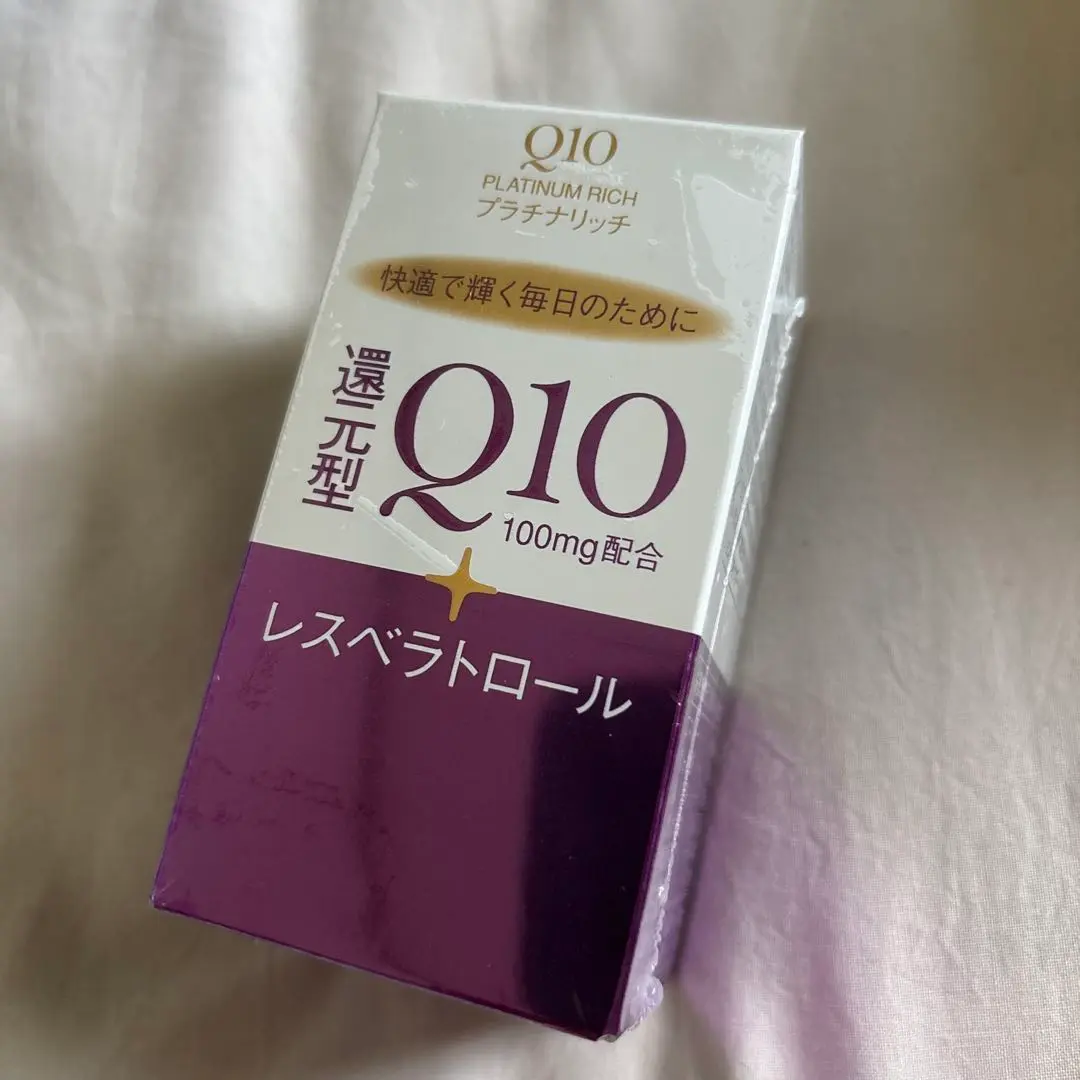 Q10
PLATINUM RICH
プラチナリッチ
快適で輝く毎日のために
還元型
Q10
100mg配合
レスベラトロール